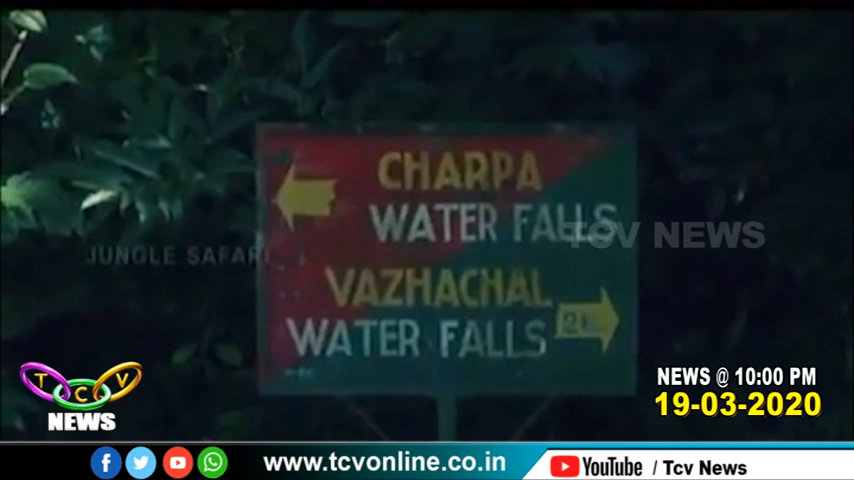 CHARPA
WATER FALLS
TCV NEWS
JUNGLE SAFARI
VAZHACHAL
WATER FALLS
TCV
NEWS
NEWS @ 10:00 PM
19-03-2020
www.tcvonline.co.in
YouTube / Tcv News